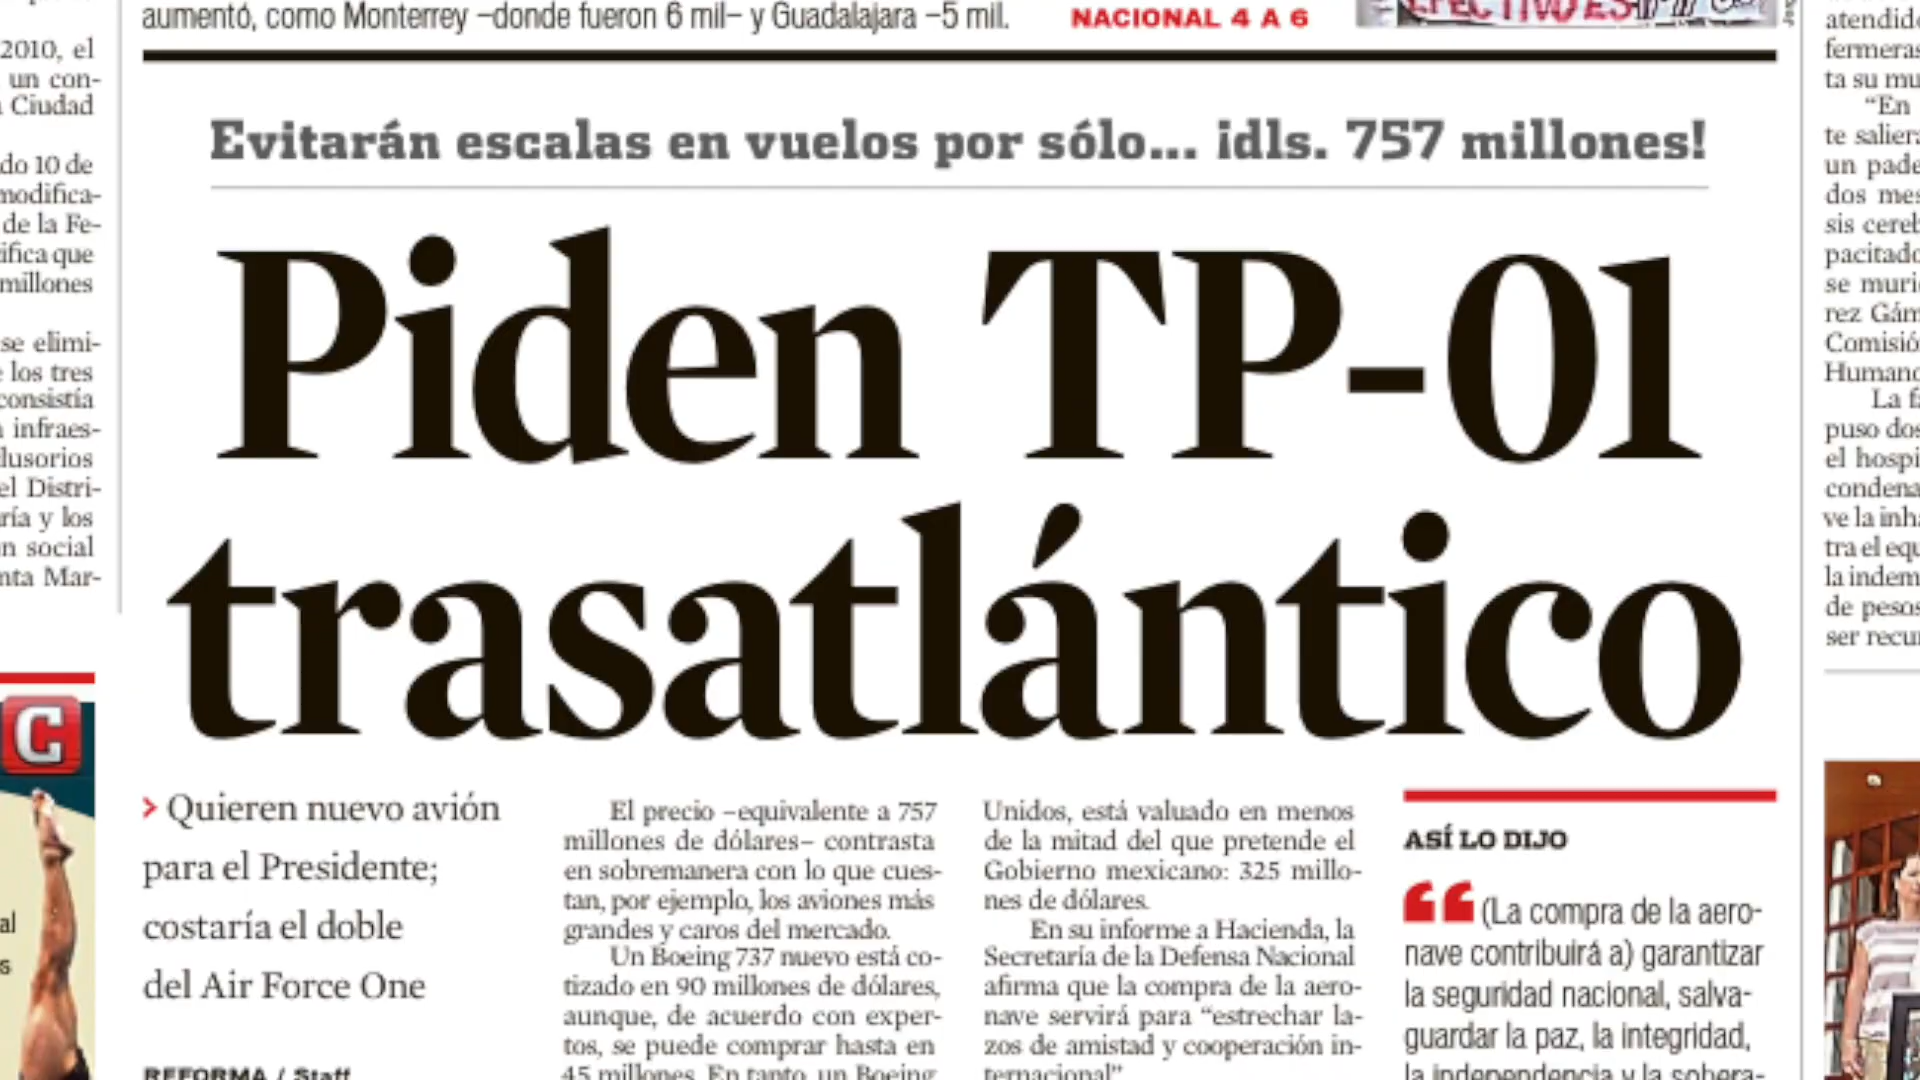 aumentó, como Monterrey –donde fueron 6 mil– y Guadalajara –5 mil.
NACIONAL 4 A 6
2010, el
un con-
Ciudad
do 10 de
modifica-
de la Fe-
ifica que
millones
se elimi-
los tres
consistía
infraes-
lusorios
el Distri-
ría y los
n social
nta Mar-
C
al
s
Evitarán escalas en vuelos por sólo... ¡dls. 757 millones!
Piden TP-01
trasatlántico
> Quieren nuevo avión
para el Presidente;
costaría el doble
del Air Force One
REFORMA / Staff
El precio –equivalente a 757
millones de dólares– contrasta
en sobremanera con lo que cues-
tan, por ejemplo, los aviones más
grandes y caros del mercado.
Un Boeing 737 nuevo está co-
tizado en 90 millones de dólares,
aunque, de acuerdo con exper-
tos, se puede comprar hasta en
45 millones. En tanto, un Boeing
Unidos, está valuado en menos
de la mitad del que pretende el
Gobierno mexicano: 325 millo-
nes de dólares.
En su informe a Hacienda, la
Secretaría de la Defensa Nacional
afirma que la compra de la aero-
nave servirá para “estrechar la-
zos de amistad y cooperación in-
ternacional”
ASÍ LO DIJO
“(La compra de la aero-
nave contribuirá a) garantizar
la seguridad nacional, salva-
guardar la paz, la integridad,
la independencia y la sobera-
atendido
fermeras
ta su mu
“En
te saliera
un pade
dos mes
sis cereb
pacitado
se murió
rez Gám
Comisió
Humano
La fa
puso dos
el hospi
condena
ve la inha
tra el equ
la indem
de pesos
ser recu